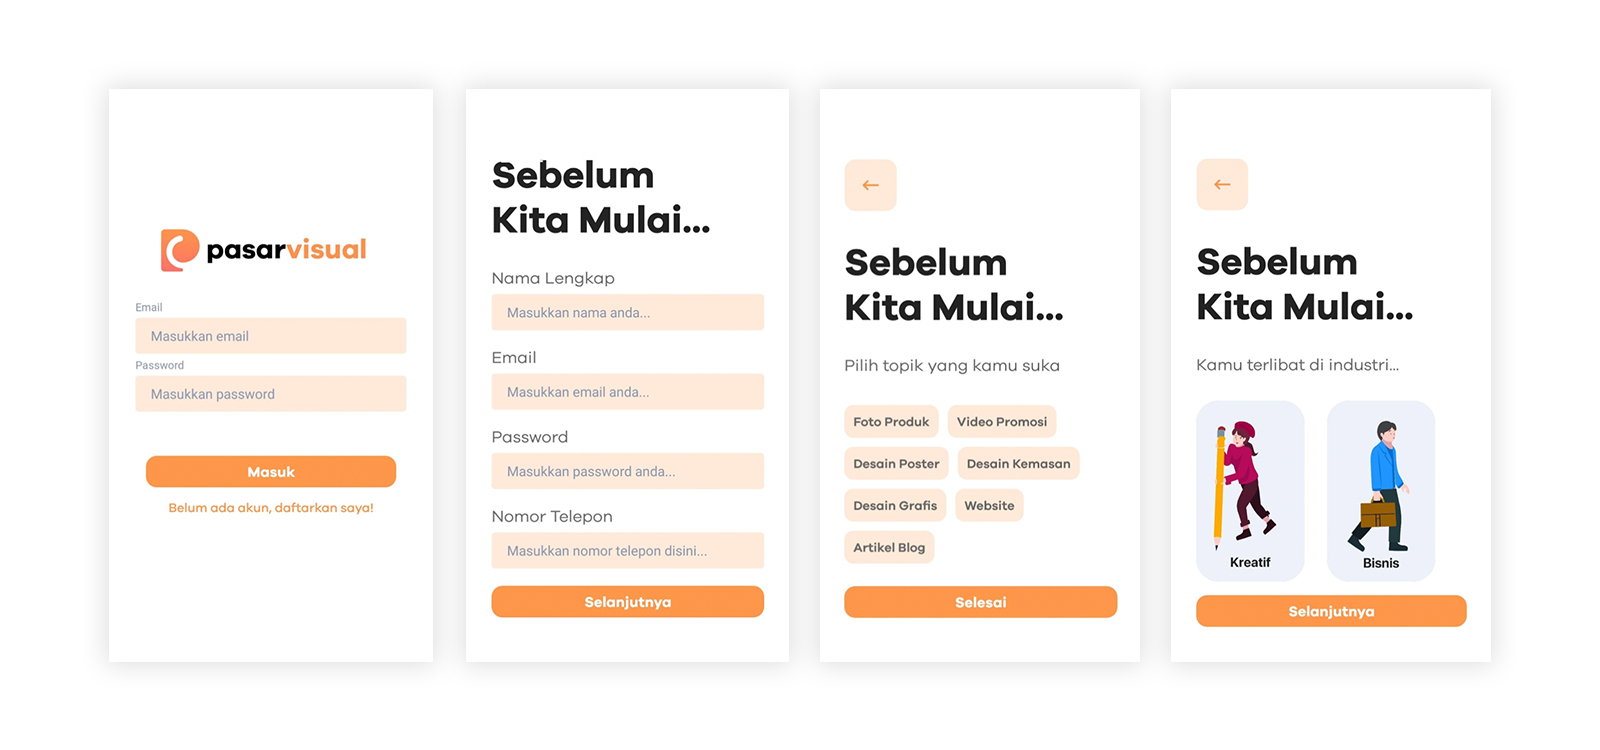 pasarvisual
Email
Masukkan email
Password
Masukkan password
Masuk
Belum ada akun, daftarkan saya!
Sebelum
Kita Mulai...
Nama Lengkap
Masukkan nama anda...
Email
Masukkan email anda...
Password
Masukkan password anda...
Nomor Telepon
Masukkan nomor telepon disini...
Selanjutnya
Sebelum
Kita Mulai...
Pilih topik yang kamu suka
Foto Produk Video Promosi
Desain Poster Desain Kemasan
Desain Grafis Website
Artikel Blog
Selesai
Sebelum
Kita Mulai...
Kamu terlibat di industri...
Kreatif Bisnis
Selanjutnya